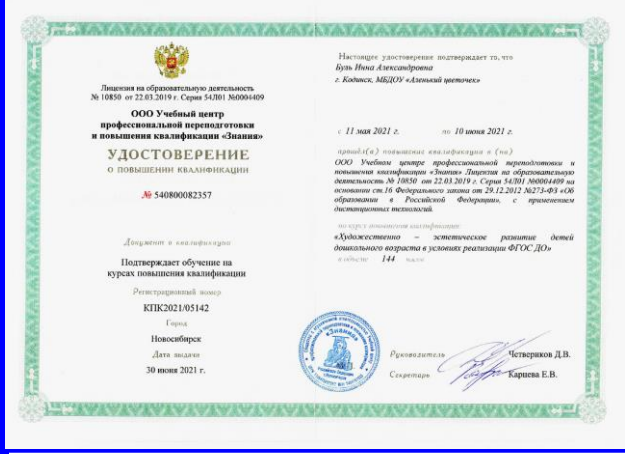 Лицензия на образовательную деятельность
№ 10850 от 22.03.2019 г. Серия 54Л01 №0004409
ООО Учебный центр
профессиональной переподготовки
и повышения квалификации «Знания»
УДОСТОВЕРЕНИЕ
О ПОВЫШЕНИИ КВАЛИФИКАЦИИ
№ 540800082357
Документ о квалификации
Подтверждает обучение на
курсах повышения квалификации
Регистрационный номер
КПК2021/05142
Город
Новосибирск
Дата выдачи
30 июня 2021 г.
Настоящее удостоверение подтверждает то, что
Буль Инна Александровна
г. Кодинск, МБДОУ «Аленький цветочек»
с 11 мая 2021 г. по 10 июня 2021 г.
прошёл(а) повышение квалификации в (на)
ООО Учебном центре профессиональной переподготовки и
повышения квалификации «Знания» Лицензия на образовательную
деятельность № 10850 от 22.03.2019 г. Серия 54Л01 №0004409 на
основании ст.16 Федерального закона от 29.12.2012 №273-ФЗ «Об
образовании в Российской Федерации», с применением
дистанционных технологий.
по курсу повышения квалификации
«Художественно – эстетическое развитие детей
дошкольного возраста в условиях реализации ФГОС ДО»
в объеме 144 часов
«Знания»
Руководитель Четвериков Д.В.
Секретарь Карцева Е.В.